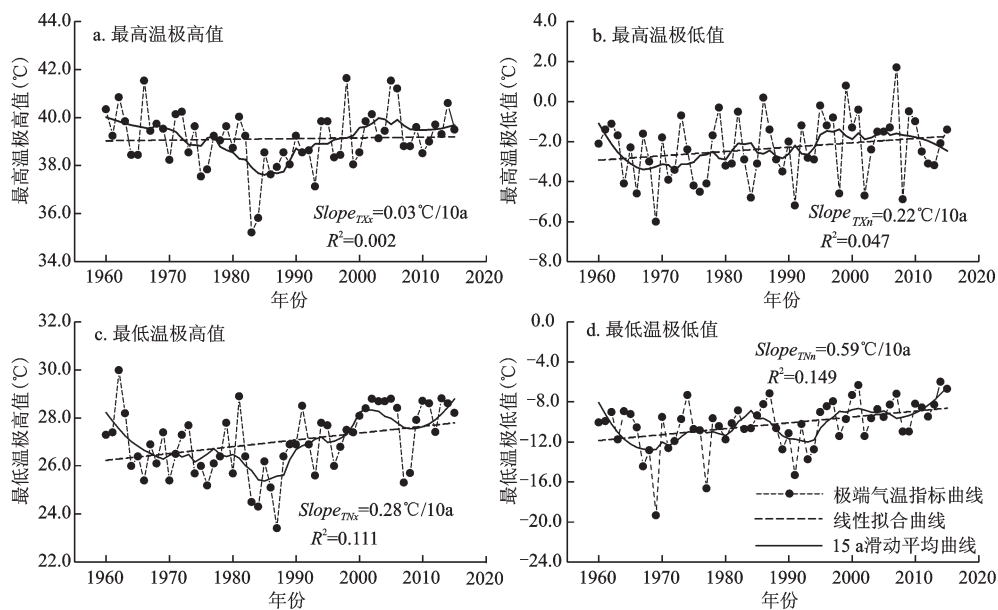 a. 最高温极高值
最高温极高值(℃)
44.0
42.0
40.0
38.0
36.0
34.0
Slope_TXx=0.03℃/10a
R²=0.002
1960 1970 1980 1990 2000 2010 2020
年份
b. 最高温极低值
最高温极低值(℃)
4.0
2.0
0.0
−2.0
−4.0
−6.0
−8.0
Slope_TXn=0.22℃/10a
R²=0.047
1960 1970 1980 1990 2000 2010 2020
年份
c. 最低温极高值
最低温极高值(℃)
32.0
30.0
28.0
26.0
24.0
22.0
Slope_TNx=0.28℃/10a
R²=0.111
1960 1970 1980 1990 2000 2010 2020
年份
d. 最低温极低值
最低温极低值(℃)
0.0
−4.0
−8.0
−12.0
−16.0
−20.0
−24.0
Slope_TNn=0.59℃/10a
R²=0.149
极端气温指标曲线
线性拟合曲线
15 a滑动平均曲线
1960 1970 1980 1990 2000 2010 2020
年份